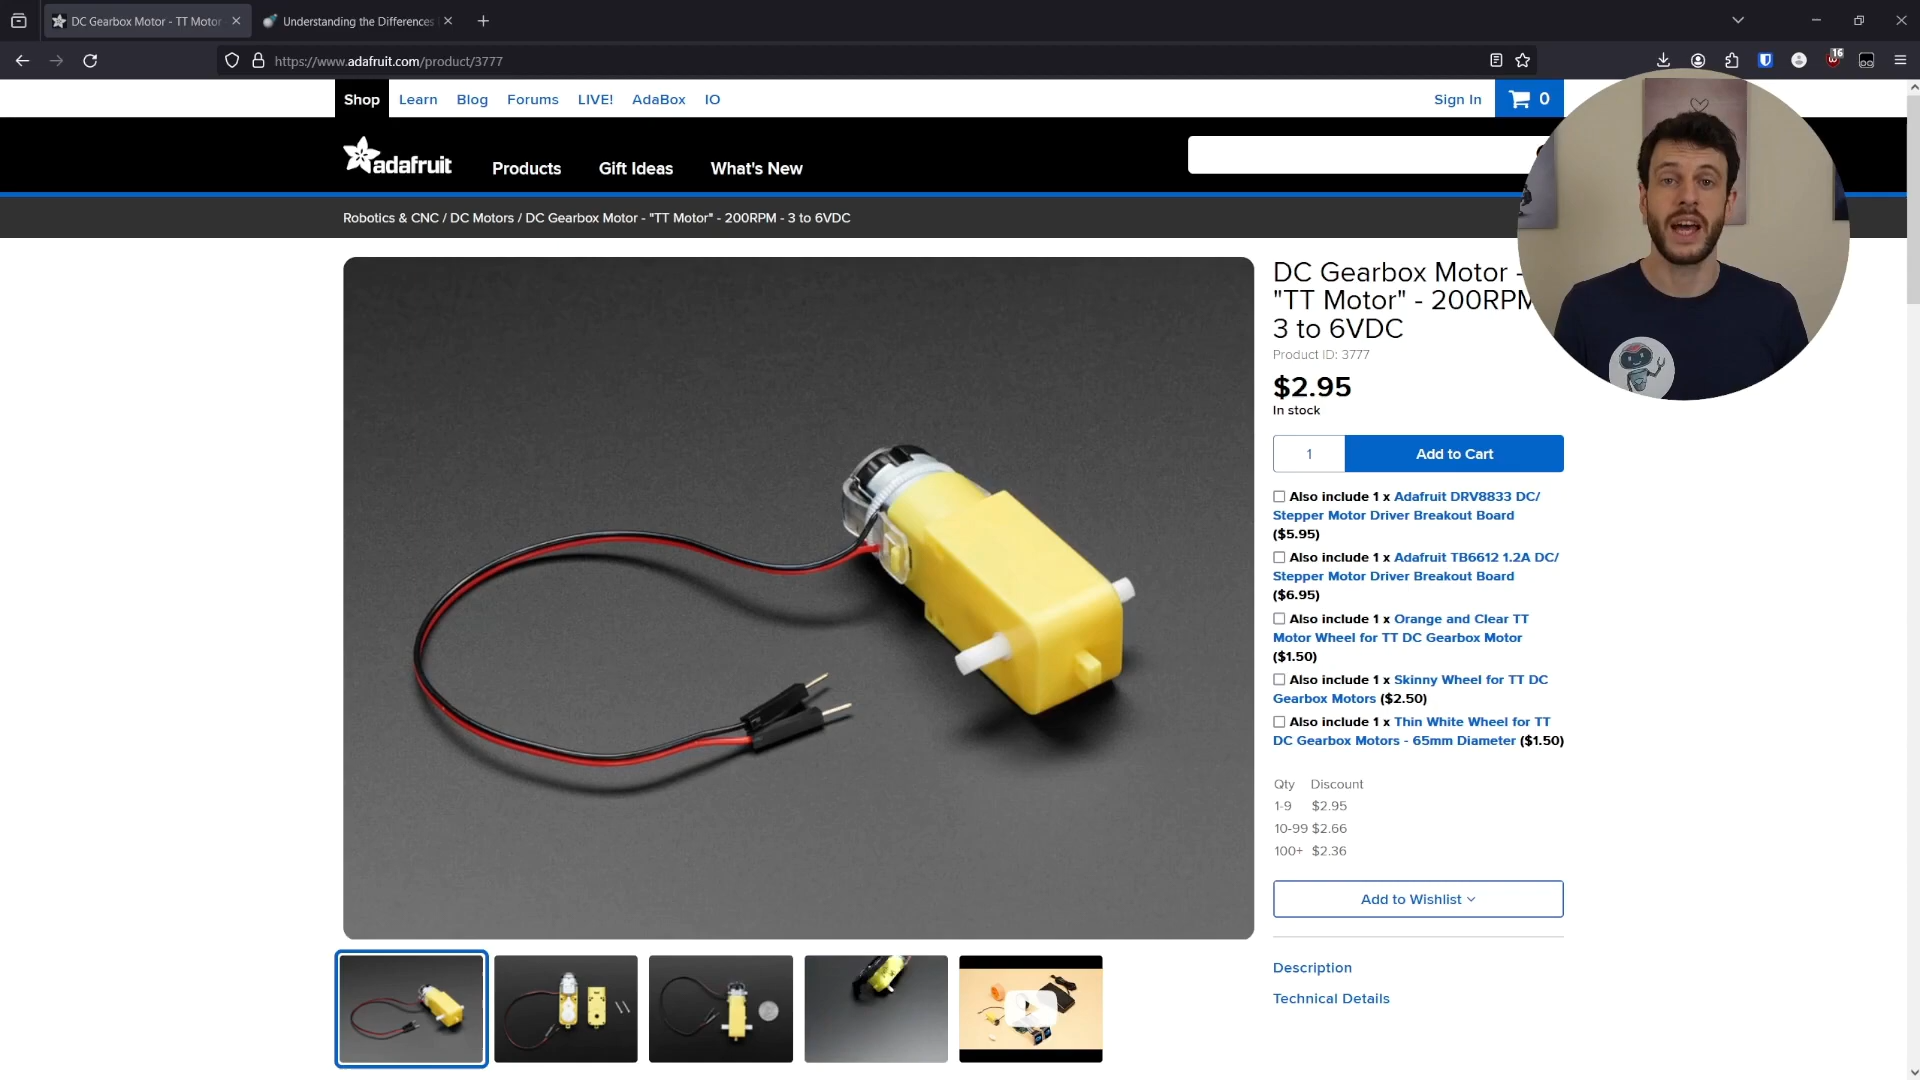 DC Gearbox Motor - "TT Motor
Understanding the Differences
https://www.adafruit.com/product/3777
16
Shop
Learn
Blog
Forums
LIVE!
AdaBox
IO
Sign In
0
adafruit
Products
Gift Ideas
What's New
Robotics & CNC / DC Motors / DC Gearbox Motor - "TT Motor" - 200RPM - 3 to 6VDC
DC Gearbox Motor -
"TT Motor" - 200RPM
3 to 6VDC
Product ID: 3777
$2.95
In stock
1
Add to Cart
Also include 1 x Adafruit DRV8833 DC/
Stepper Motor Driver Breakout Board
($5.95)
Also include 1 x Adafruit TB6612 1.2A DC/
Stepper Motor Driver Breakout Board
($6.95)
Also include 1 x Orange and Clear TT
Motor Wheel for TT DC Gearbox Motor
($1.50)
Also include 1 x Skinny Wheel for TT DC
Gearbox Motors ($2.50)
Also include 1 x Thin White Wheel for TT
DC Gearbox Motors - 65mm Diameter ($1.50)
Qty Discount
1-9 $2.95
10-99 $2.66
100+ $2.36
Add to Wishlist
Description
Technical Details